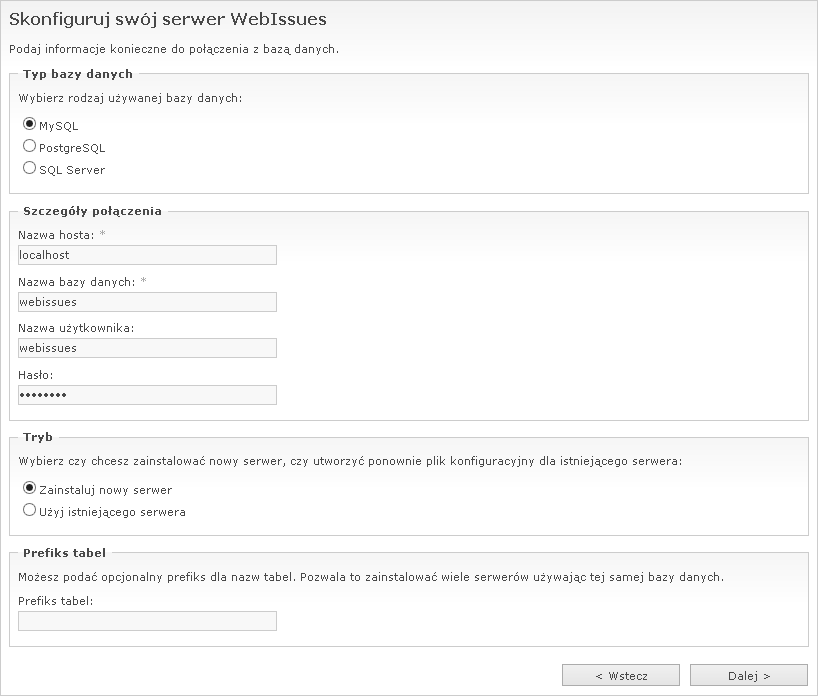 Skonfiguruj swój serwer WebIssues
Podaj informacje konieczne do połączenia z bazą danych.
Typ bazy danych
Wybierz rodzaj używanej bazy danych:
MySQL
PostgreSQL
SQL Server
Szczegóły połączenia
Nazwa hosta: *
localhost
Nazwa bazy danych: *
webissues
Nazwa użytkownika:
webissues
Hasło:
••••••••
Tryb
Wybierz czy chcesz zainstalować nowy serwer, czy utworzyć ponownie plik konfiguracyjny dla istniejącego serwera:
Zainstaluj nowy serwer
Użyj istniejącego serwera
Prefiks tabel
Możesz podać opcjonalny prefiks dla nazw tabel. Pozwala to zainstalować wiele serwerów używając tej samej bazy danych.
Prefiks tabel:
< Wstecz Dalej >